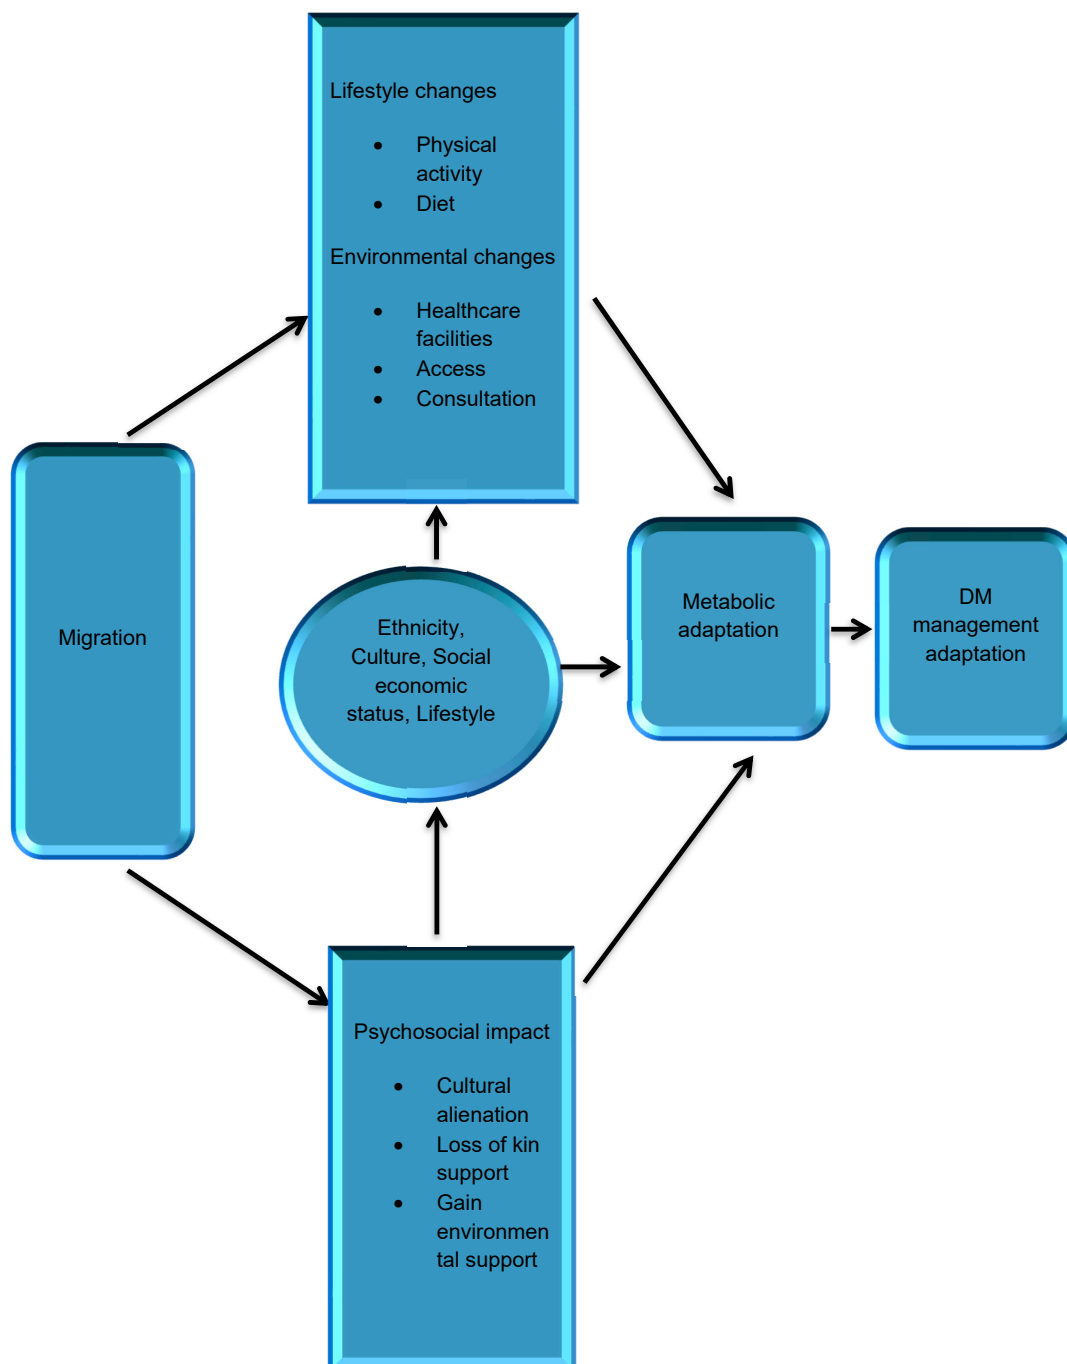 Lifestyle changes
• Physical
activity
• Diet
Environmental changes
• Healthcare
facilities
• Access
• Consultation
Migration
Ethnicity,
Culture, Social
economic
status, Lifestyle
Metabolic
adaptation
DM
management
adaptation
Psychosocial impact
• Cultural
alienation
• Loss of kin
support
• Gain
environmen
tal support